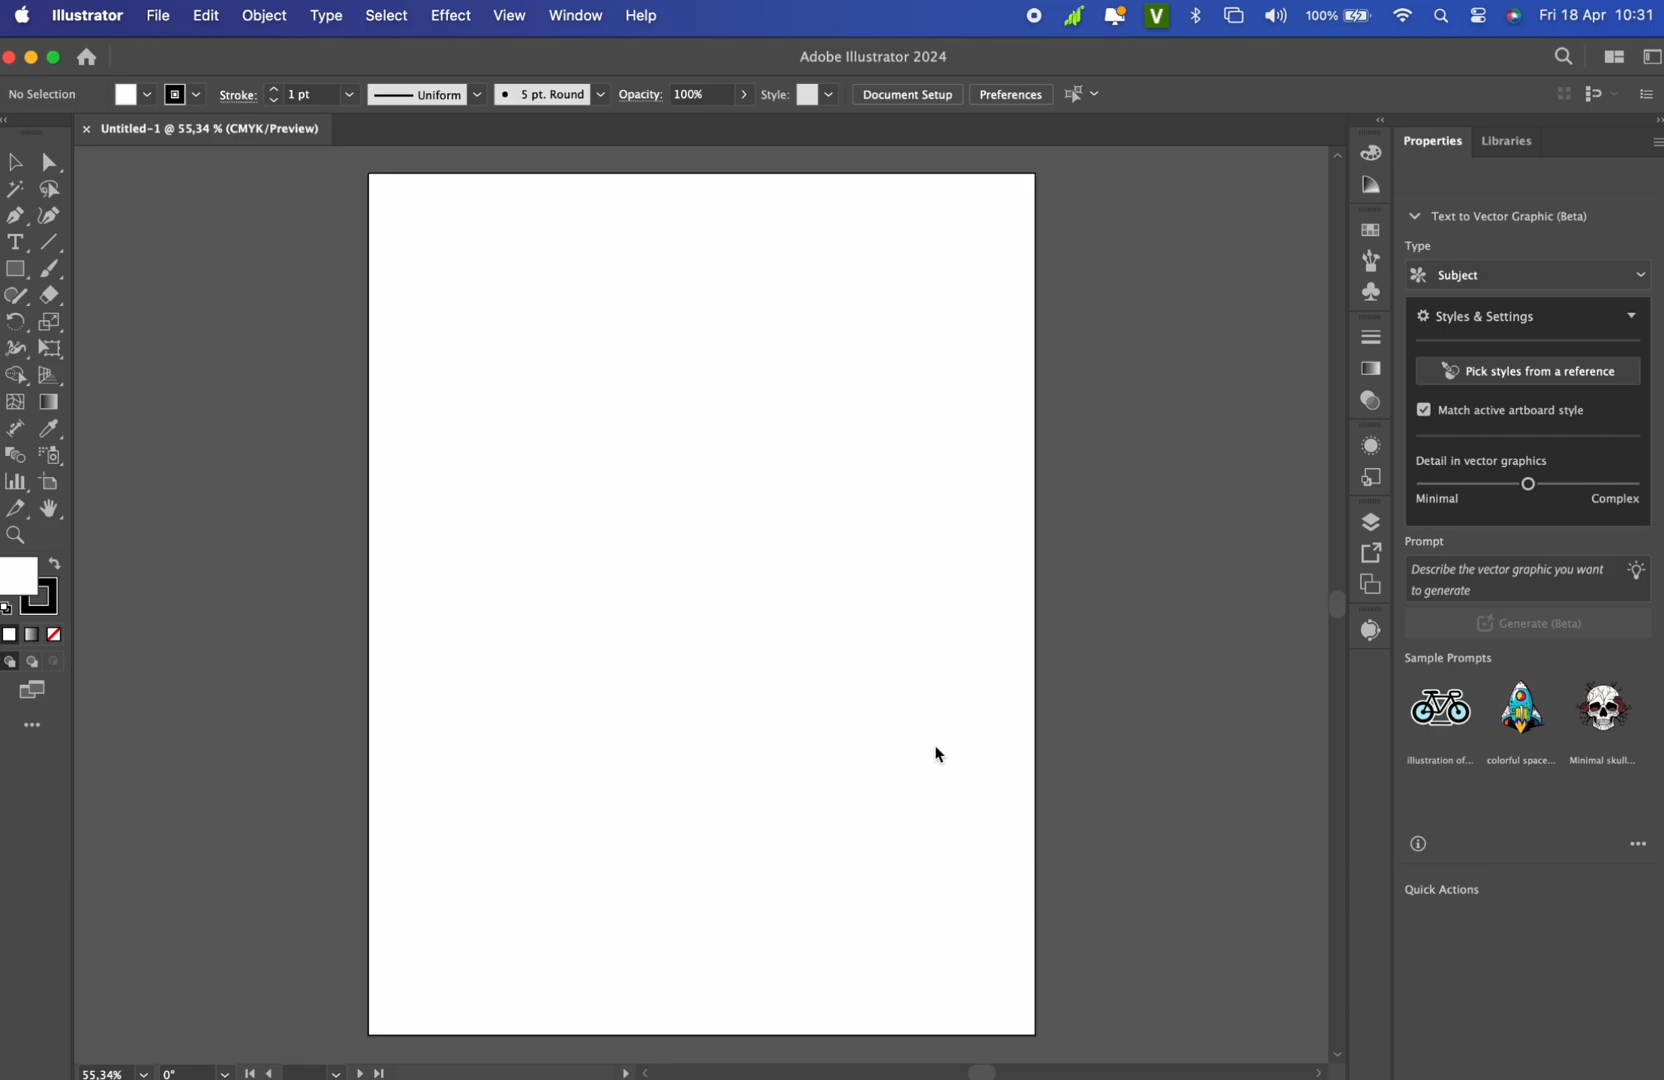 Illustrator File Edit Object Type Select Effect View Window Help V 100% Fri 18 Apr 10:31
Adobe Illustrator 2024
No Selection Stroke: 1 pt Uniform 5 pt. Round Opacity: 100% Style: Document Setup Preferences
Untitled-1 @ 55,34 % (CMYK/Preview)
Properties Libraries
Text to Vector Graphic (Beta)
Type
Subject
Styles & Settings
Pick styles from a reference
Match active artboard style
Detail in vector graphics
Minimal Complex
Prompt
Describe the vector graphic you want
to generate
Generate (Beta)
Sample Prompts
illustration of... colorful space... Minimal skull...
Quick Actions
55,34% 0°